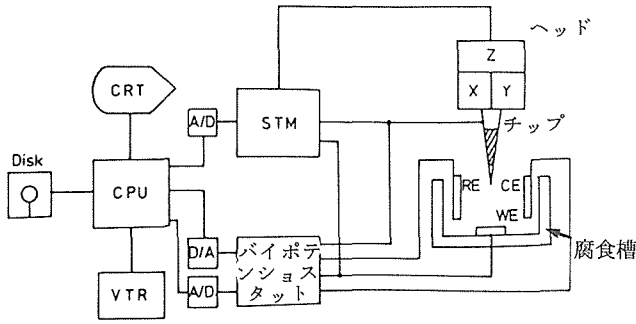 ヘッド
Z
X Y
チップ
CRT
A/D
STM
Disk
CPU
RE
CE
WE
D/A
バイポテ
ンショス
タット
腐食槽
VTR
A/D